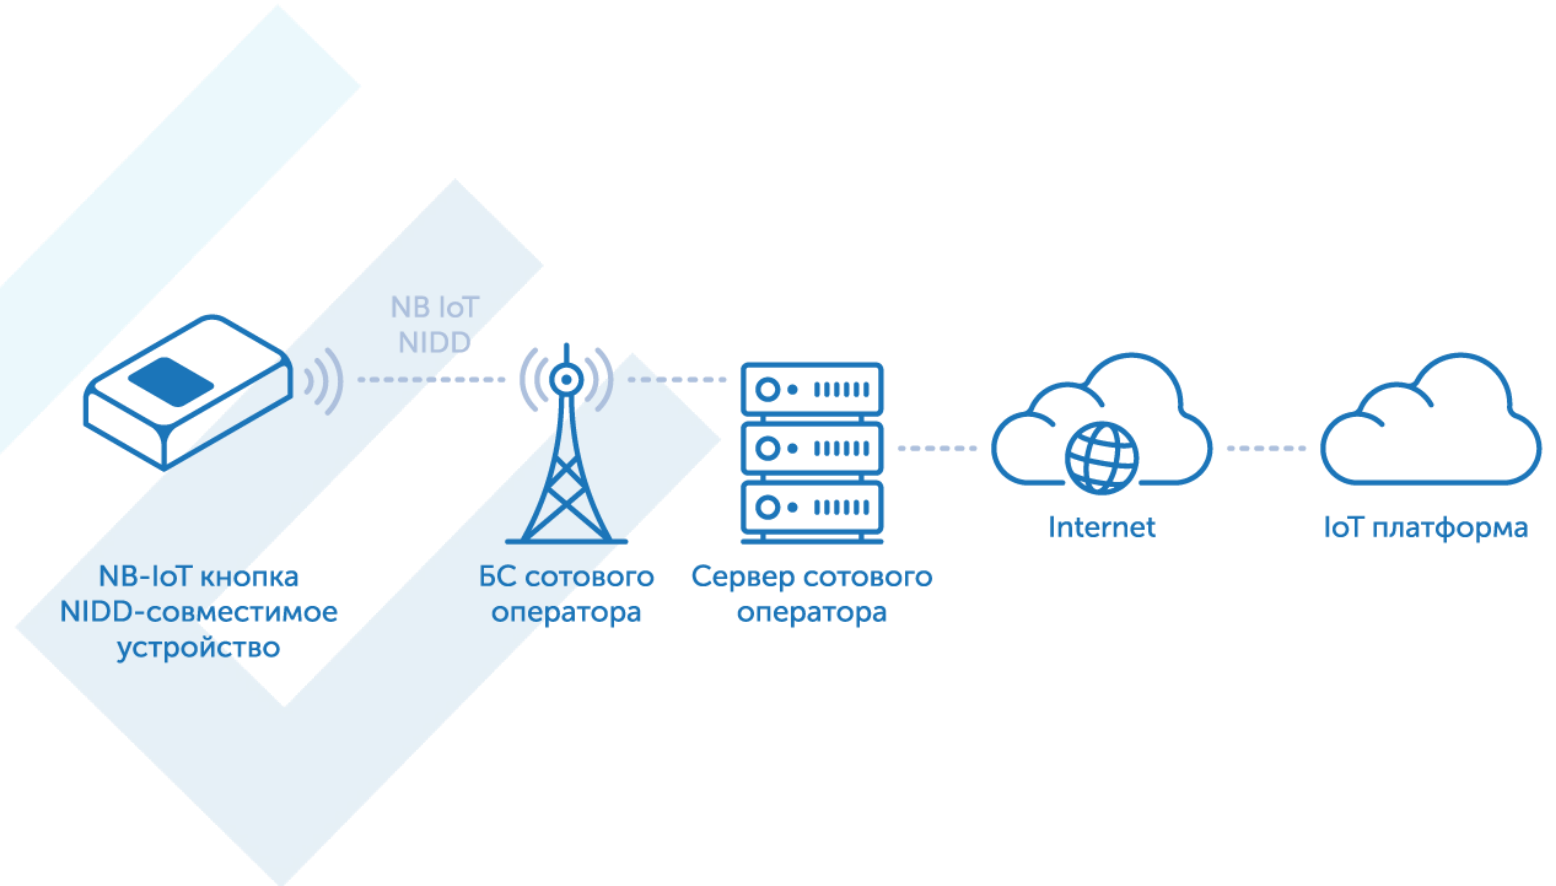 NB IoT
NIDD
NB-IoT кнопка
NIDD-совместимое
устройство
БС сотового
оператора
Сервер сотового
оператора
Internet
IoT платформа